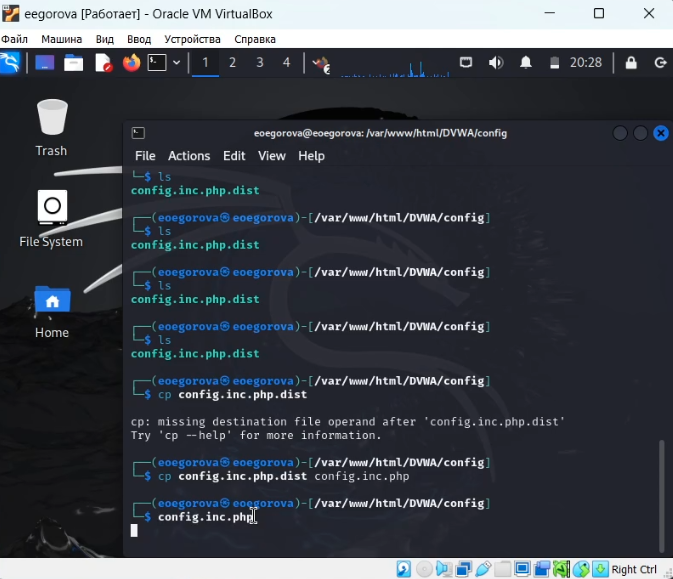 eegorova [Работает] - Oracle VM VirtualBox
Файл Машина Вид Ввод Устройства Справка
1 2 3 4 20:28
eoegorova@eoegorova: /var/www/html/DVWA/config
File Actions Edit View Help
Trash
File System
Home
└─$ ls
config.inc.php.dist
┌──(eoegorova㉿eoegorova)-[/var/www/html/DVWA/config]
└─$ ls
config.inc.php.dist
┌──(eoegorova㉿eoegorova)-[/var/www/html/DVWA/config]
└─$ ls
config.inc.php.dist
┌──(eoegorova㉿eoegorova)-[/var/www/html/DVWA/config]
└─$ ls
config.inc.php.dist
┌──(eoegorova㉿eoegorova)-[/var/www/html/DVWA/config]
└─$ cp config.inc.php.dist
cp: missing destination file operand after 'config.inc.php.dist'
Try 'cp --help' for more information.
┌──(eoegorova㉿eoegorova)-[/var/www/html/DVWA/config]
└─$ cp config.inc.php.dist config.inc.php
┌──(eoegorova㉿eoegorova)-[/var/www/html/DVWA/config]
└─$ config.inc.php
Right Ctrl